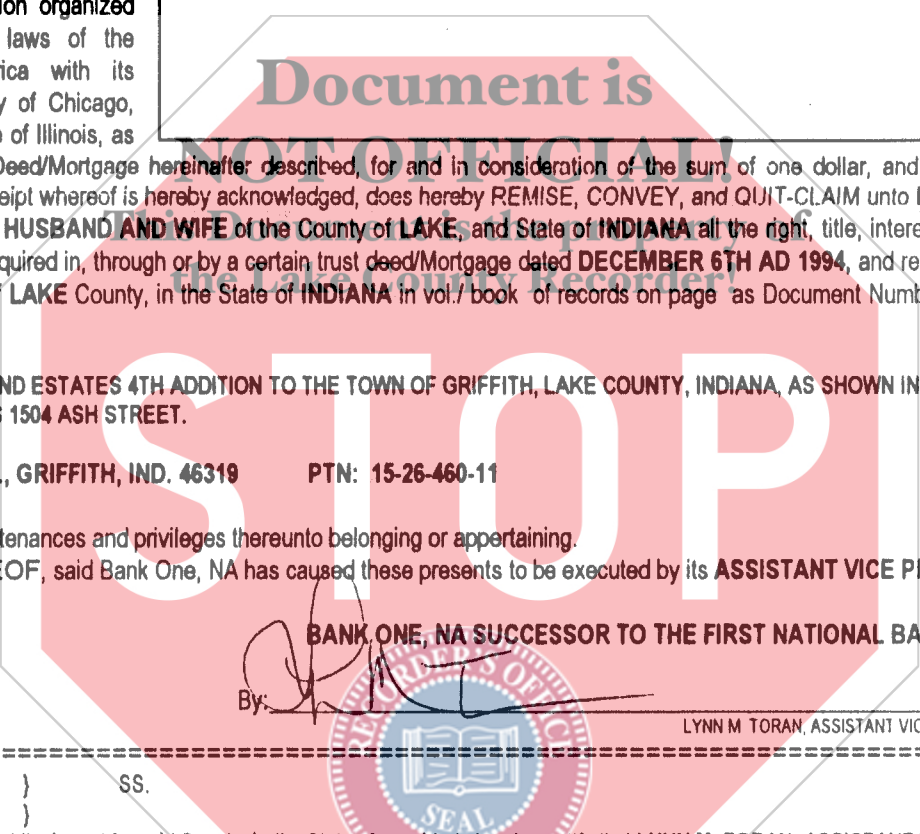 ion organized
laws of the
ica with its
y of Chicago,
e of Illinois, as
Document is
NOT OFFICIAL!
This Document is the property of
the Lake County Recorder!
Deed/Mortgage hereinafter described, for and in consideration of the sum of one dollar, and
eipt whereof is hereby acknowledged, does hereby REMISE, CONVEY, and QUIT-CLAIM unto
HUSBAND AND WIFE of the County of LAKE, and State of INDIANA all the right, title, intere
quired in, through or by a certain trust deed/Mortgage dated DECEMBER 6TH AD 1994, and re
LAKE County, in the State of INDIANA in vol./ book of records on page as Document Numb
STOP
ND ESTATES 4TH ADDITION TO THE TOWN OF GRIFFITH, LAKE COUNTY, INDIANA, AS SHOWN IN
S 1504 ASH STREET.
., GRIFFITH, IND. 46319 PTN: 15-26-460-11
tenances and privileges thereunto belonging or appertaining.
EOF, said Bank One, NA has caused these presents to be executed by its ASSISTANT VICE P
BANK ONE, NA SUCCESSOR TO THE FIRST NATIONAL BA
By:
LYNN M TORAN, ASSISTANT VIC
RECORDER'S OFFICE
SEAL
} SS.
}